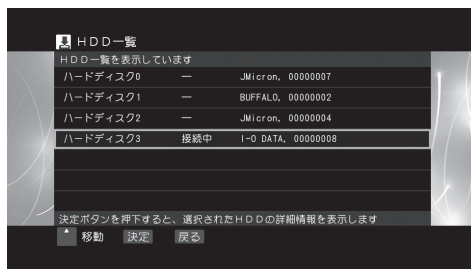 HDD一覧
HDD一覧を表示しています
ハードディスク0 — JMicron, 00000007
ハードディスク1 — BUFFALO, 00000002
ハードディスク2 — JMicron, 00000004
ハードディスク3 接続中 I-O DATA, 00000008
決定ボタンを押下すると、選択されたHDDの詳細情報を表示します
移動 決定 戻る